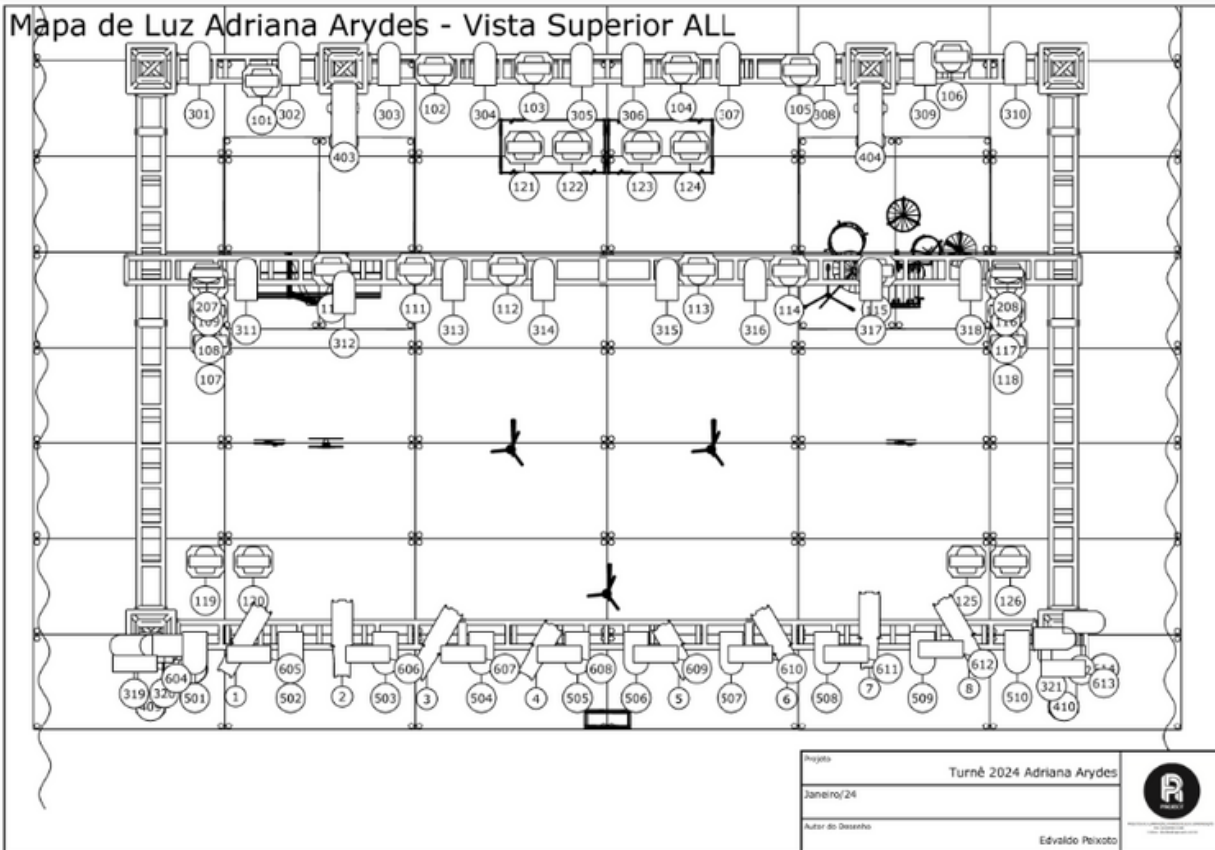 Mapa de Luz Adriana Arydes - Vista Superior ALL
301 101 302 303 102 304 103 305 306 104 307 105 308 309 106 310
403 404
121 122 123 124
207 311 111 112 113 114 115 208
108 312 313 314 315 316 317 318 117
107 118
119 120 125 126
604 605 606 607 608 609 610 611 612 613
319 501 1 502 2 503 3 504 4 505 506 5 507 6 508 7 509 8 510 321
410
Projeto
Turnê 2024 Adriana Arydes
Janeiro/24
Autor do Desenho
Edvaldo Peixoto
PROJECT